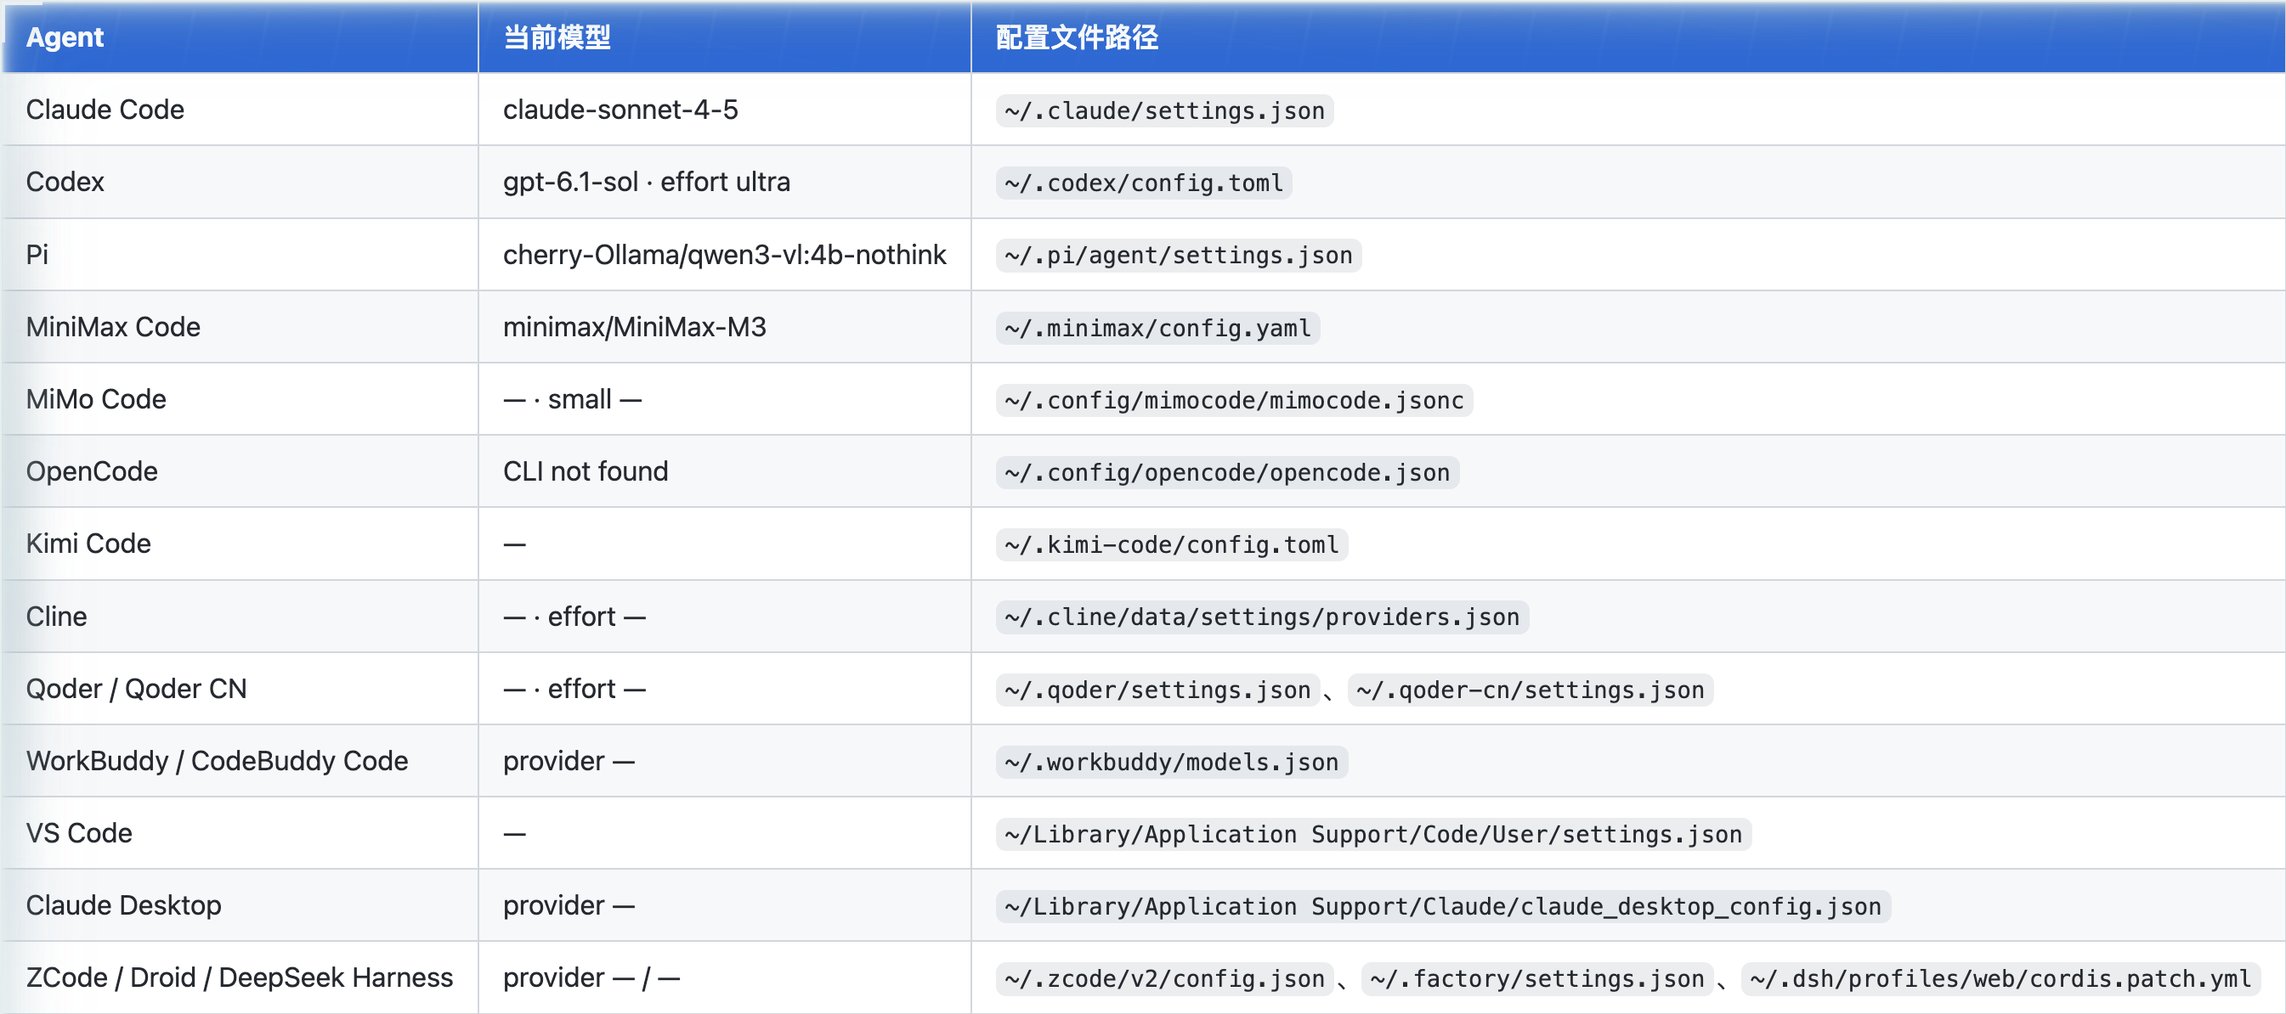 Agent 当前模型 配置文件路径
Claude Code claude-sonnet-4-5 ~/.claude/settings.json
Codex gpt-6.1-sol · effort ultra ~/.codex/config.toml
Pi cherry-Ollama/qwen3-vl:4b-nothink ~/.pi/agent/settings.json
MiniMax Code minimax/MiniMax-M3 ~/.minimax/config.yaml
MiMo Code — · small — ~/.config/mimocode/mimocode.jsonc
OpenCode CLI not found ~/.config/opencode/opencode.json
Kimi Code — ~/.kimi-code/config.toml
Cline — · effort — ~/.cline/data/settings/providers.json
Qoder / Qoder CN — · effort — ~/.qoder/settings.json、~/.qoder-cn/settings.json
WorkBuddy / CodeBuddy Code provider — ~/.workbuddy/models.json
VS Code — ~/Library/Application Support/Code/User/settings.json
Claude Desktop provider — ~/Library/Application Support/Claude/claude_desktop_config.json
ZCode / Droid / DeepSeek Harness provider — / — ~/.zcode/v2/config.json、~/.factory/settings.json、~/.dsh/profiles/web/cordis.patch.yml